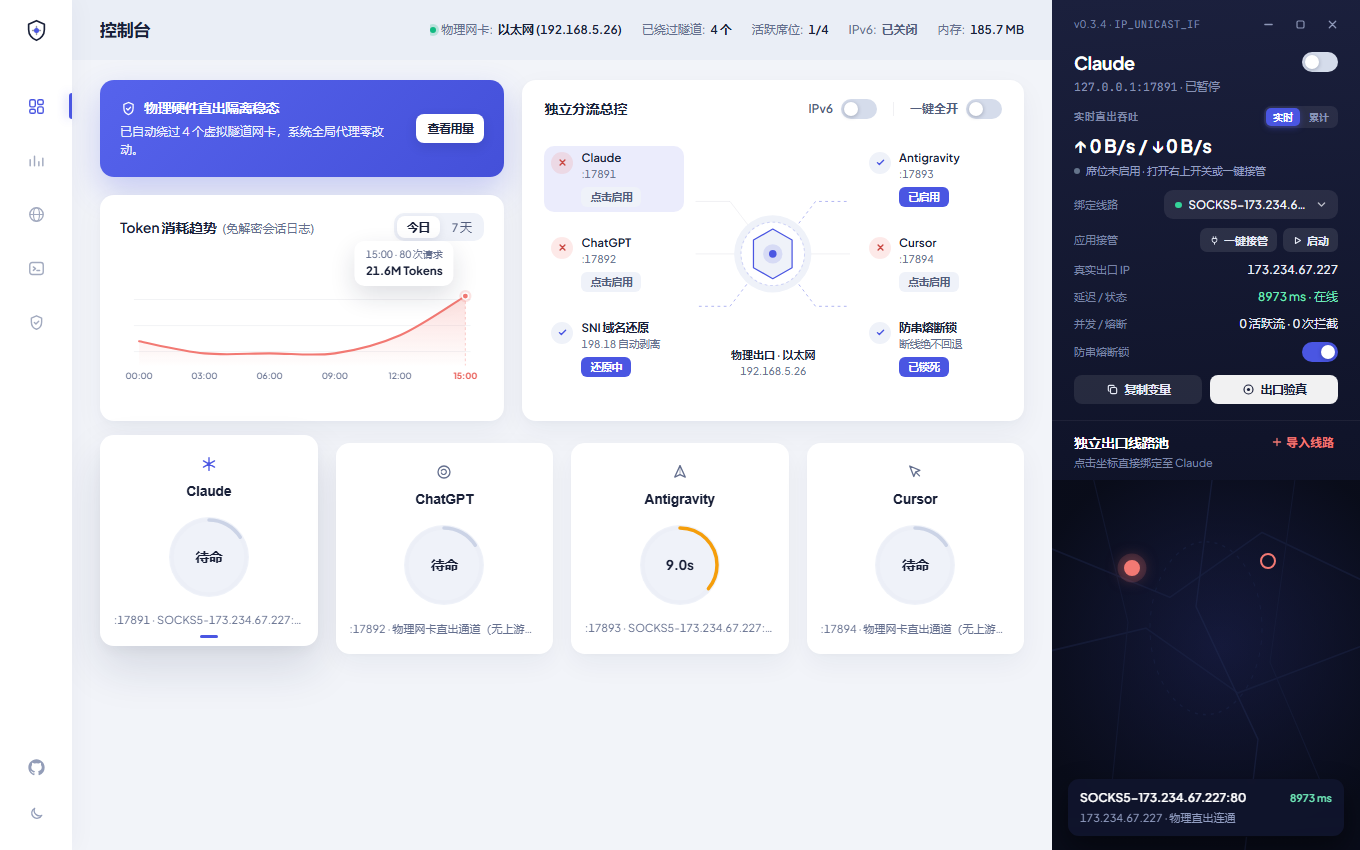 控制台
物理网卡: 以太网 (192.168.5.26) 已绕过隧道: 4 个 活跃席位: 1/4 IPv6: 已关闭 内存: 185.7 MB
物理硬件直出隔离稳态
已自动绕过 4 个虚拟隧道网卡，系统全局代理零改
动。
查看用量
Token 消耗趋势 (免解密会话日志)
今日 7 天
15:00 · 80 次请求
21.6M Tokens
00:00 03:00 06:00 09:00 12:00 15:00
独立分流总控
IPv6 一键全开
Claude
:17891
点击启用
ChatGPT
:17892
点击启用
SNI 域名还原
198.18 自动剥离
还原中
物理出口 · 以太网
192.168.5.26
Antigravity
:17893
已启用
Cursor
:17894
点击启用
防串熔断锁
断线绝不回退
已锁死
Claude
待命
:17891 · SOCKS5-173.234.67.227:...
ChatGPT
待命
:17892 · 物理网卡直出通道（无上游...
Antigravity
9.0s
:17893 · SOCKS5-173.234.67.227:...
Cursor
待命
:17894 · 物理网卡直出通道（无上游...
v0.3.4 · IP_UNICAST_IF
Claude
127.0.0.1:17891 · 已暂停
实时直出吞吐 实时 累计
↑ 0 B/s / ↓ 0 B/s
席位未启用 · 打开右上开关或一键接管
绑定线路 SOCKS5-173.234.6...
应用接管 一键接管 启动
真实出口 IP 173.234.67.227
延迟 / 状态 8973 ms · 在线
并发 / 熔断 0 活跃流 · 0 次拦截
防串熔断锁
复制变量 出口验真
独立出口线路池 + 导入线路
点击坐标直接绑定至 Claude
SOCKS5-173.234.67.227:80 8973 ms
173.234.67.227 · 物理直出连通